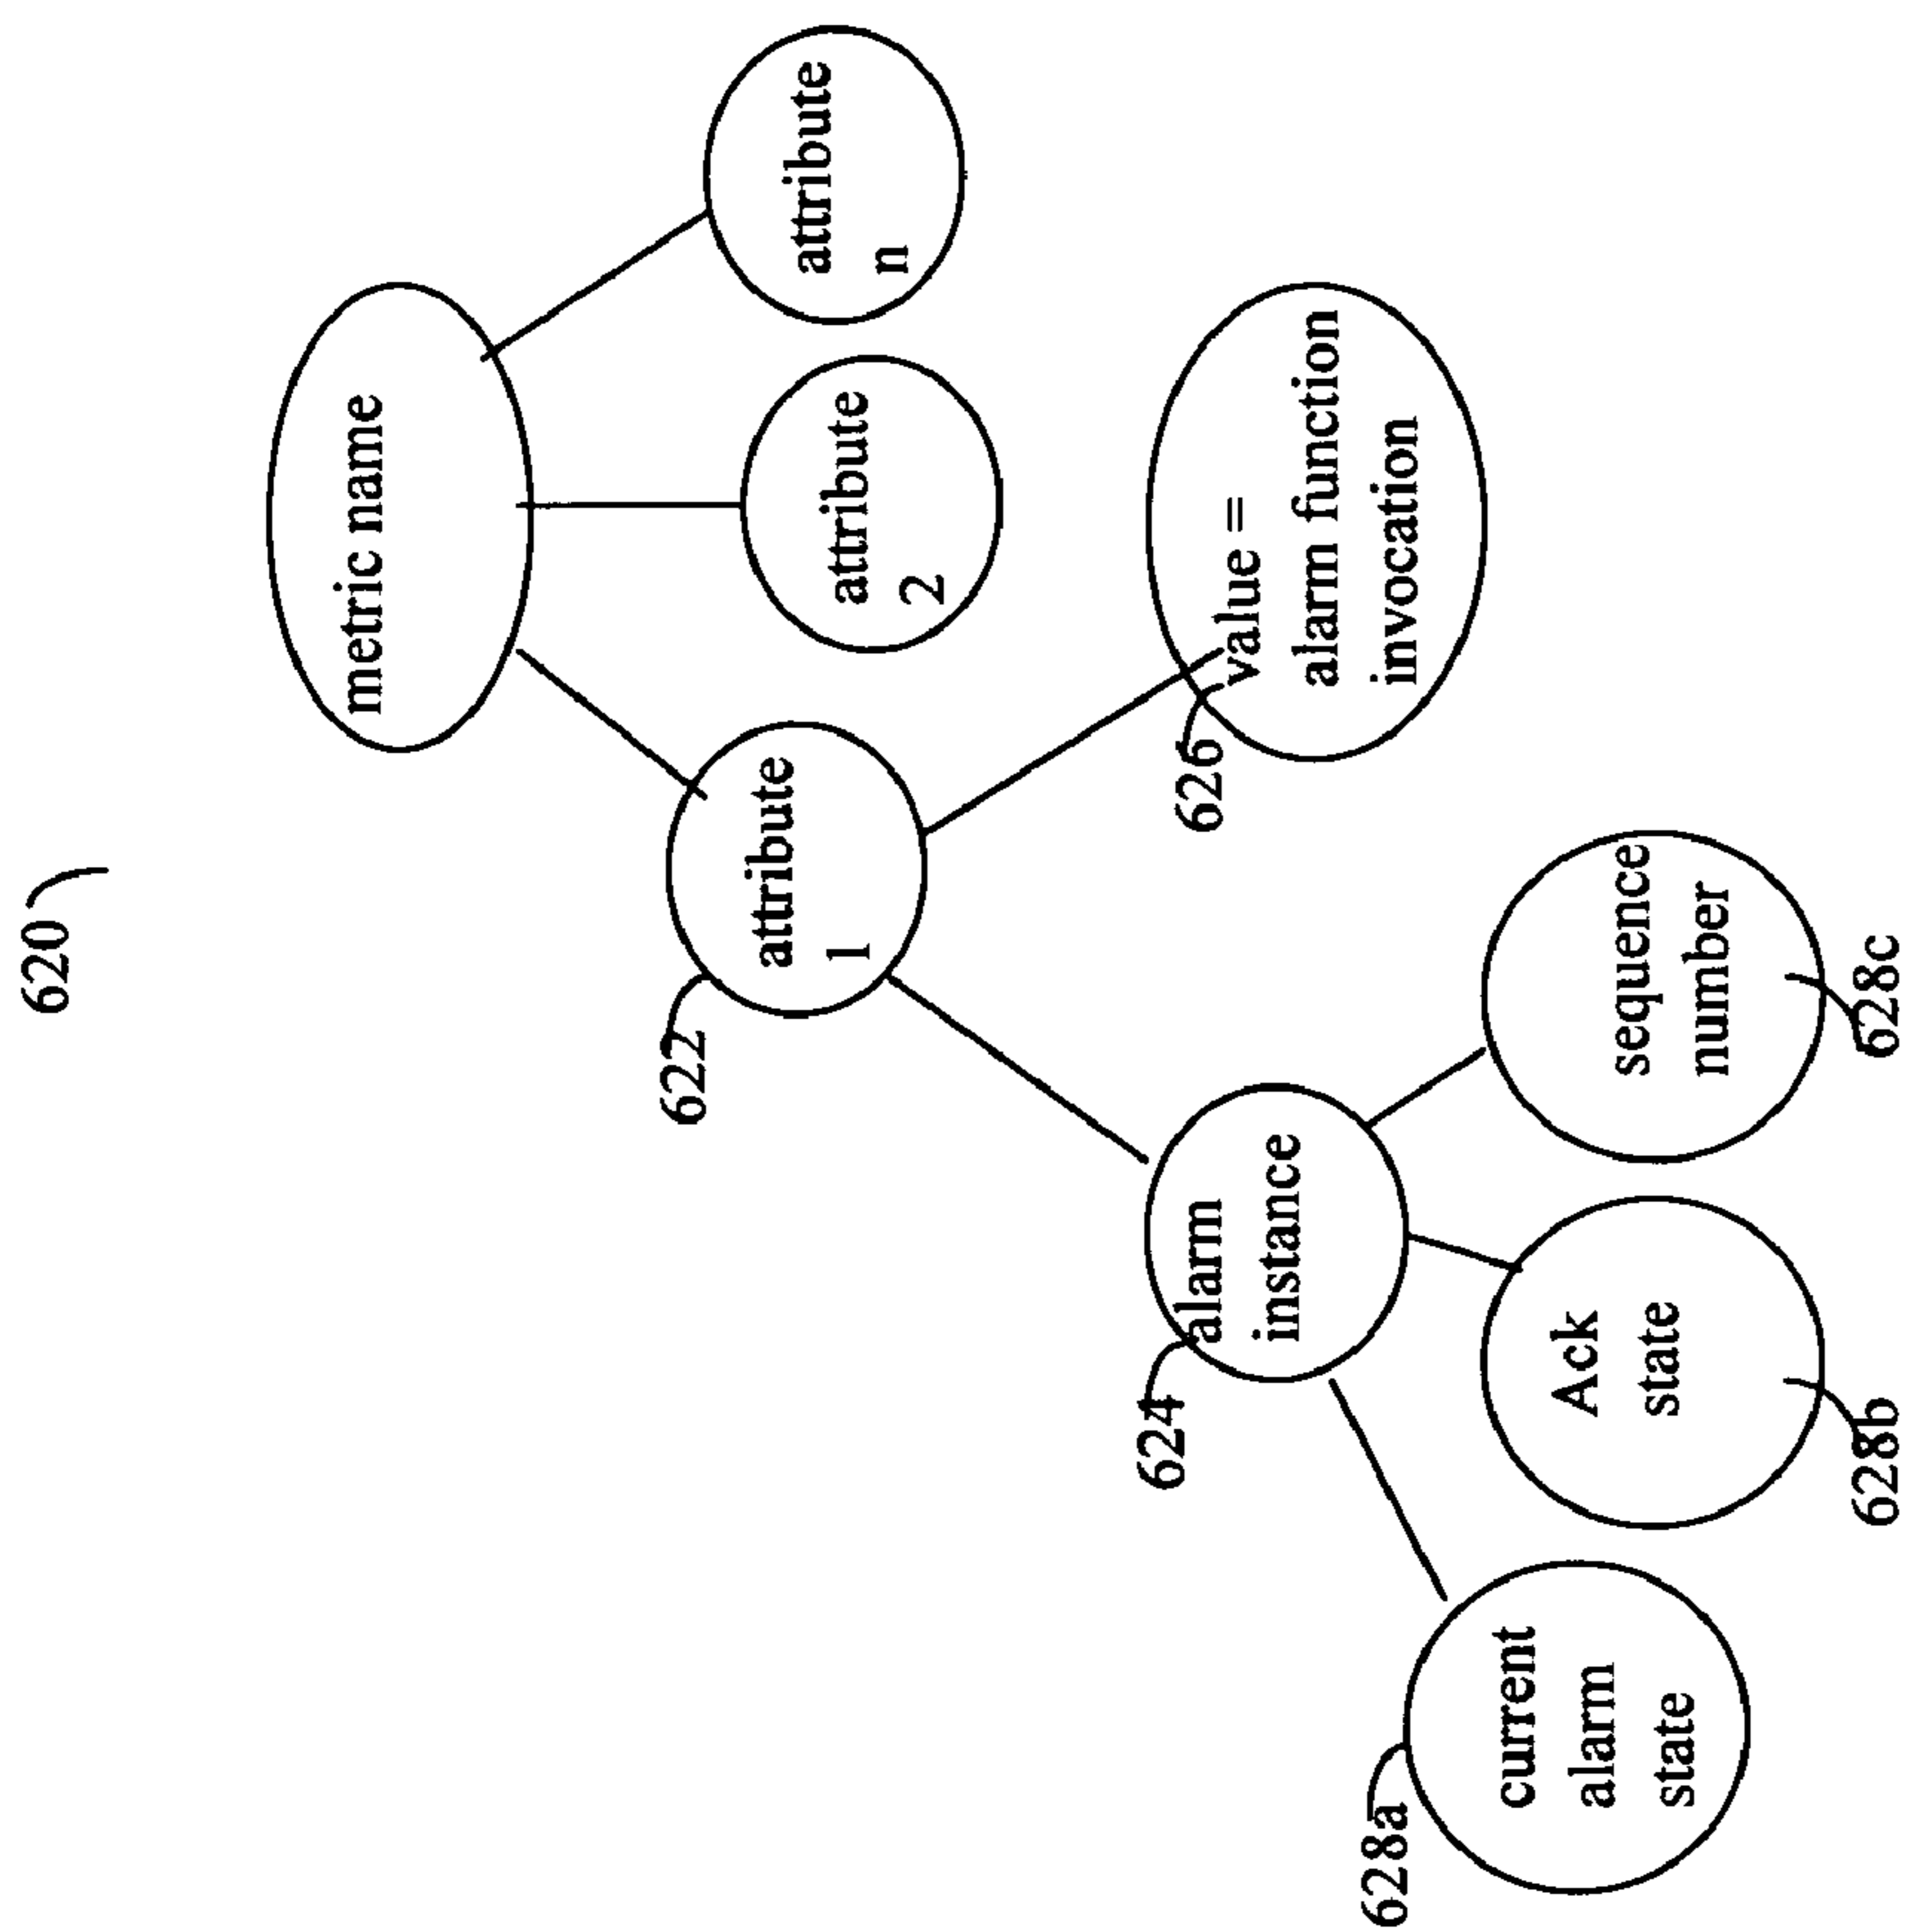 620
metric name
622
attribute
1
attribute
2
attribute
n
624
alarm
instance
626
value =
alarm function
invocation
628a
current
alarm
state
Ack
state
628b
sequence
number
628c